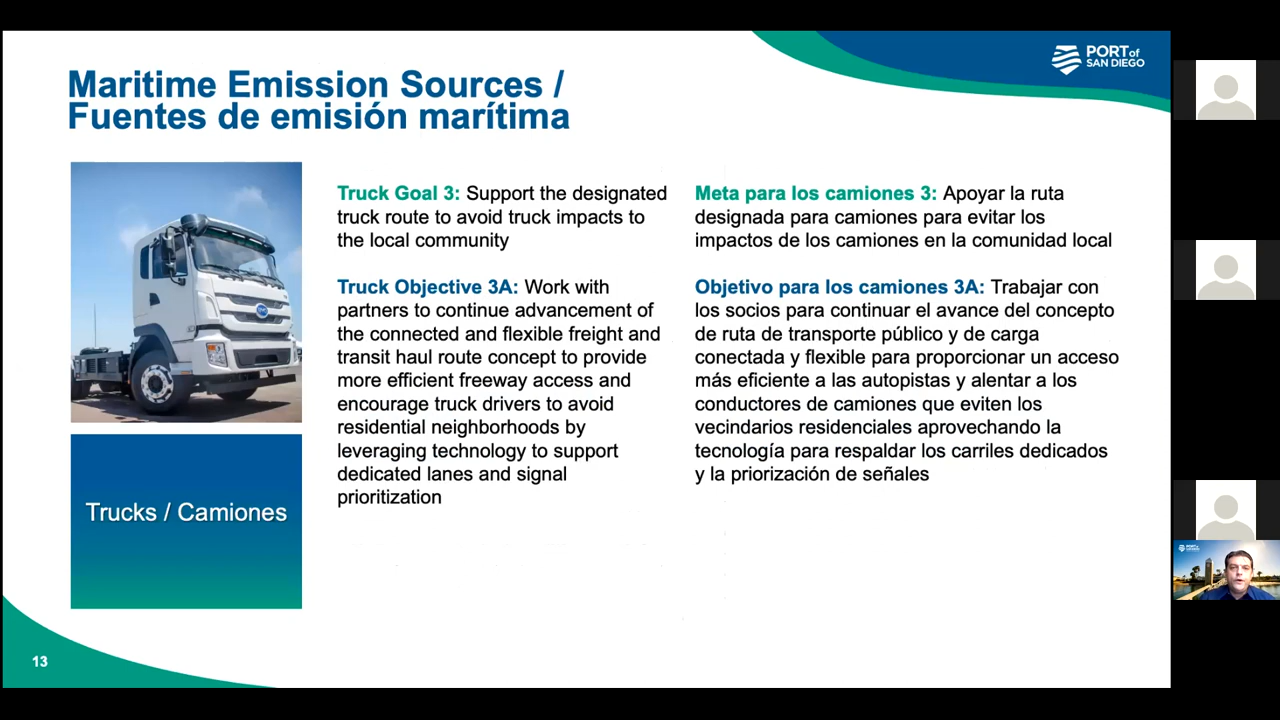 PORT of
SAN DIEGO
Maritime Emission Sources /
Fuentes de emisión marítima
Truck Goal 3: Support the designated
truck route to avoid truck impacts to
the local community
Truck Objective 3A: Work with
partners to continue advancement of
the connected and flexible freight and
transit haul route concept to provide
more efficient freeway access and
encourage truck drivers to avoid
residential neighborhoods by
leveraging technology to support
dedicated lanes and signal
prioritization
Meta para los camiones 3: Apoyar la ruta
designada para camiones para evitar los
impactos de los camiones en la comunidad local
Objetivo para los camiones 3A: Trabajar con
los socios para continuar el avance del concepto
de ruta de transporte público y de carga
conectada y flexible para proporcionar un acceso
más eficiente a las autopistas y alentar a los
conductores de camiones que eviten los
vecindarios residenciales aprovechando la
tecnología para respaldar los carriles dedicados
y la priorización de señales
Trucks / Camiones
13